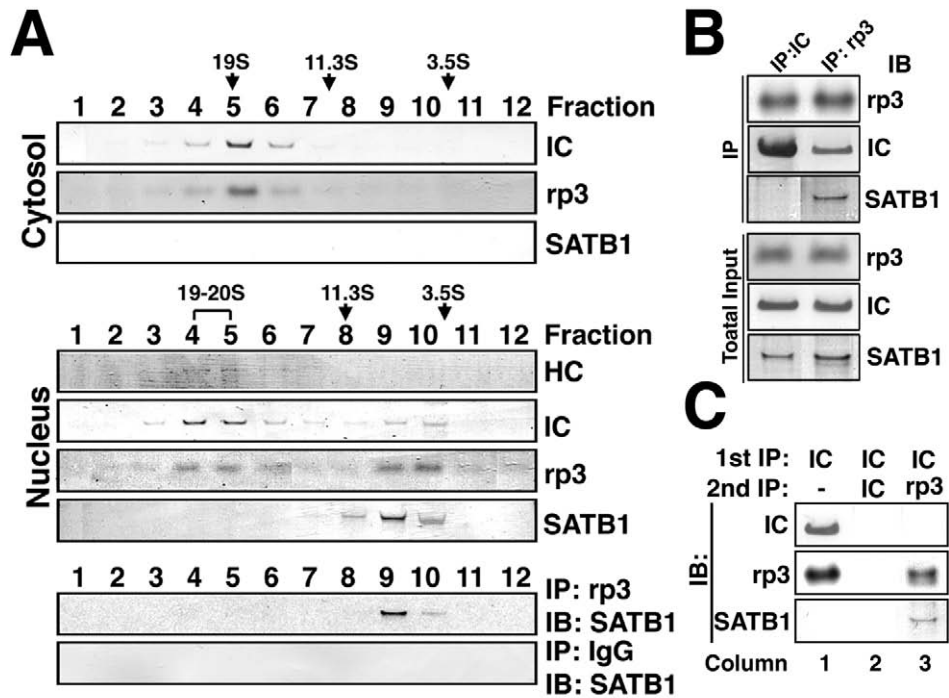 A
19S 11.3S 3.5S
1 2 3 4 5 6 7 8 9 10 11 12 Fraction
Cytosol
IC
rp3
SATB1
19-20S 11.3S 3.5S
1 2 3 4 5 6 7 8 9 10 11 12 Fraction
Nucleus
HC
IC
rp3
SATB1
1 2 3 4 5 6 7 8 9 10 11 12
IP: rp3
IB: SATB1
IP: IgG
IB: SATB1
B
IP:IC IP: rp3 IB
IP
rp3
IC
SATB1
Toatal Input
rp3
IC
SATB1
C
1st IP: IC IC IC
2nd IP: - IC rp3
IB:
IC
rp3
SATB1
Column 1 2 3